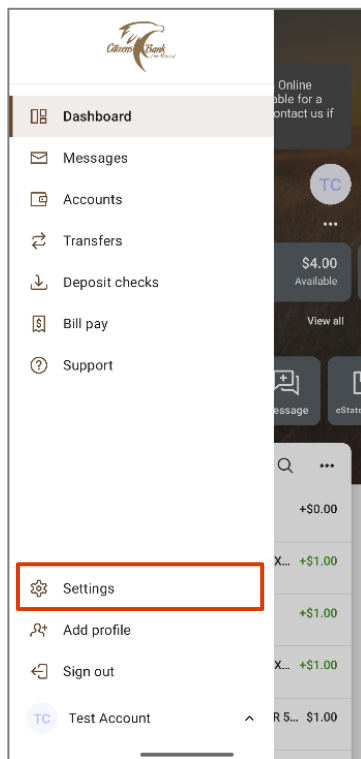 Citizens Bank
Dashboard
Messages
Accounts
Transfers
Deposit checks
Bill pay
Support
Settings
Add profile
Sign out
TC Test Account
Online
able for a
ontact us if
TC
$4.00
Available
View all
essage
eState
+$0.00
X... +$1.00
+$1.00
X... +$1.00
R 5... $1.00